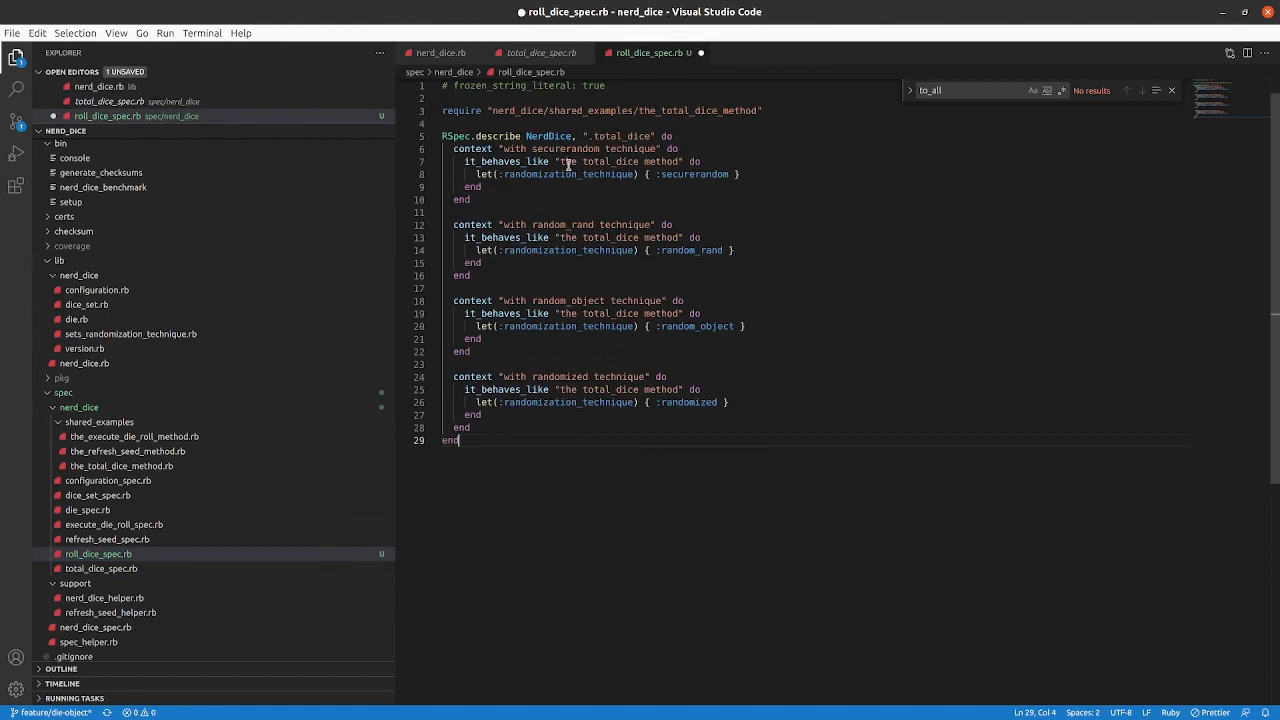 roll_dice_spec.rb - nerd_dice - Visual Studio Code
File Edit Selection View Go Run Terminal Help
EXPLORER
OPEN EDITORS 1 UNSAVED
nerd_dice.rb lib
total_dice_spec.rb spec/nerd_dice
roll_dice_spec.rb spec/nerd_dice U
NERD_DICE
bin
console
generate_checksums
nerd_dice_benchmark
setup
certs
checksum
coverage
lib
nerd_dice
configuration.rb
dice_set.rb
die.rb
sets_randomization_technique.rb
version.rb
nerd_dice.rb
pkg
spec
nerd_dice
shared_examples
the_execute_die_roll_method.rb
the_refresh_seed_method.rb
the_total_dice_method.rb
configuration_spec.rb
dice_set_spec.rb
die_spec.rb
execute_die_roll_spec.rb
refresh_seed_spec.rb
roll_dice_spec.rb U
total_dice_spec.rb
support
nerd_dice_helper.rb
refresh_seed_helper.rb
nerd_dice_spec.rb
spec_helper.rb
.gitignore
OUTLINE
TIMELINE
RUNNING TASKS
nerd_dice.rb total_dice_spec.rb roll_dice_spec.rb U
spec > nerd_dice > roll_dice_spec.rb
to_all Aa No results
1 # frozen_string_literal: true
2
3 require "nerd_dice/shared_examples/the_total_dice_method"
4
5 RSpec.describe NerdDice, ".total_dice" do
6 context "with securerandom technique" do
7 it_behaves_like "the total_dice method" do
8 let(:randomization_technique) { :securerandom }
9 end
10 end
11
12 context "with random_rand technique" do
13 it_behaves_like "the total_dice method" do
14 let(:randomization_technique) { :random_rand }
15 end
16 end
17
18 context "with random_object technique" do
19 it_behaves_like "the total_dice method" do
20 let(:randomization_technique) { :random_object }
21 end
22 end
23
24 context "with randomized technique" do
25 it_behaves_like "the total_dice method" do
26 let(:randomization_technique) { :randomized }
27 end
28 end
29 end
feature/die-object* 0 0 Ln 29, Col 4 Spaces: 2 UTF-8 LF Ruby Prettier